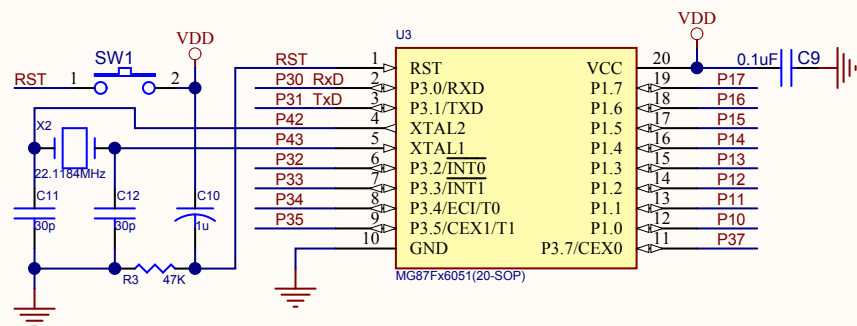 U3
SW1
VDD
VDD
RST 1 2
RST 1 RST VCC 20 0.1uF C9
P30 RxD 2 P3.0/RXD P1.7 19 P17
P31 TxD 3 P3.1/TXD P1.6 18 P16
P42 4 XTAL2 P1.5 17 P15
X2
P43 5 XTAL1 P1.4 16 P14
22.1184MHz
P32 6 P3.2/INT0 P1.3 15 P13
P33 7 P3.3/INT1 P1.2 14 P12
C11 C12 C10
P34 8 P3.4/ECI/T0 P1.1 13 P11
30p 30p 1u
P35 9 P3.5/CEX1/T1 P1.0 12 P10
10 GND P3.7/CEX0 11 P37
R3 47K
MG87Fx6051(20-SOP)